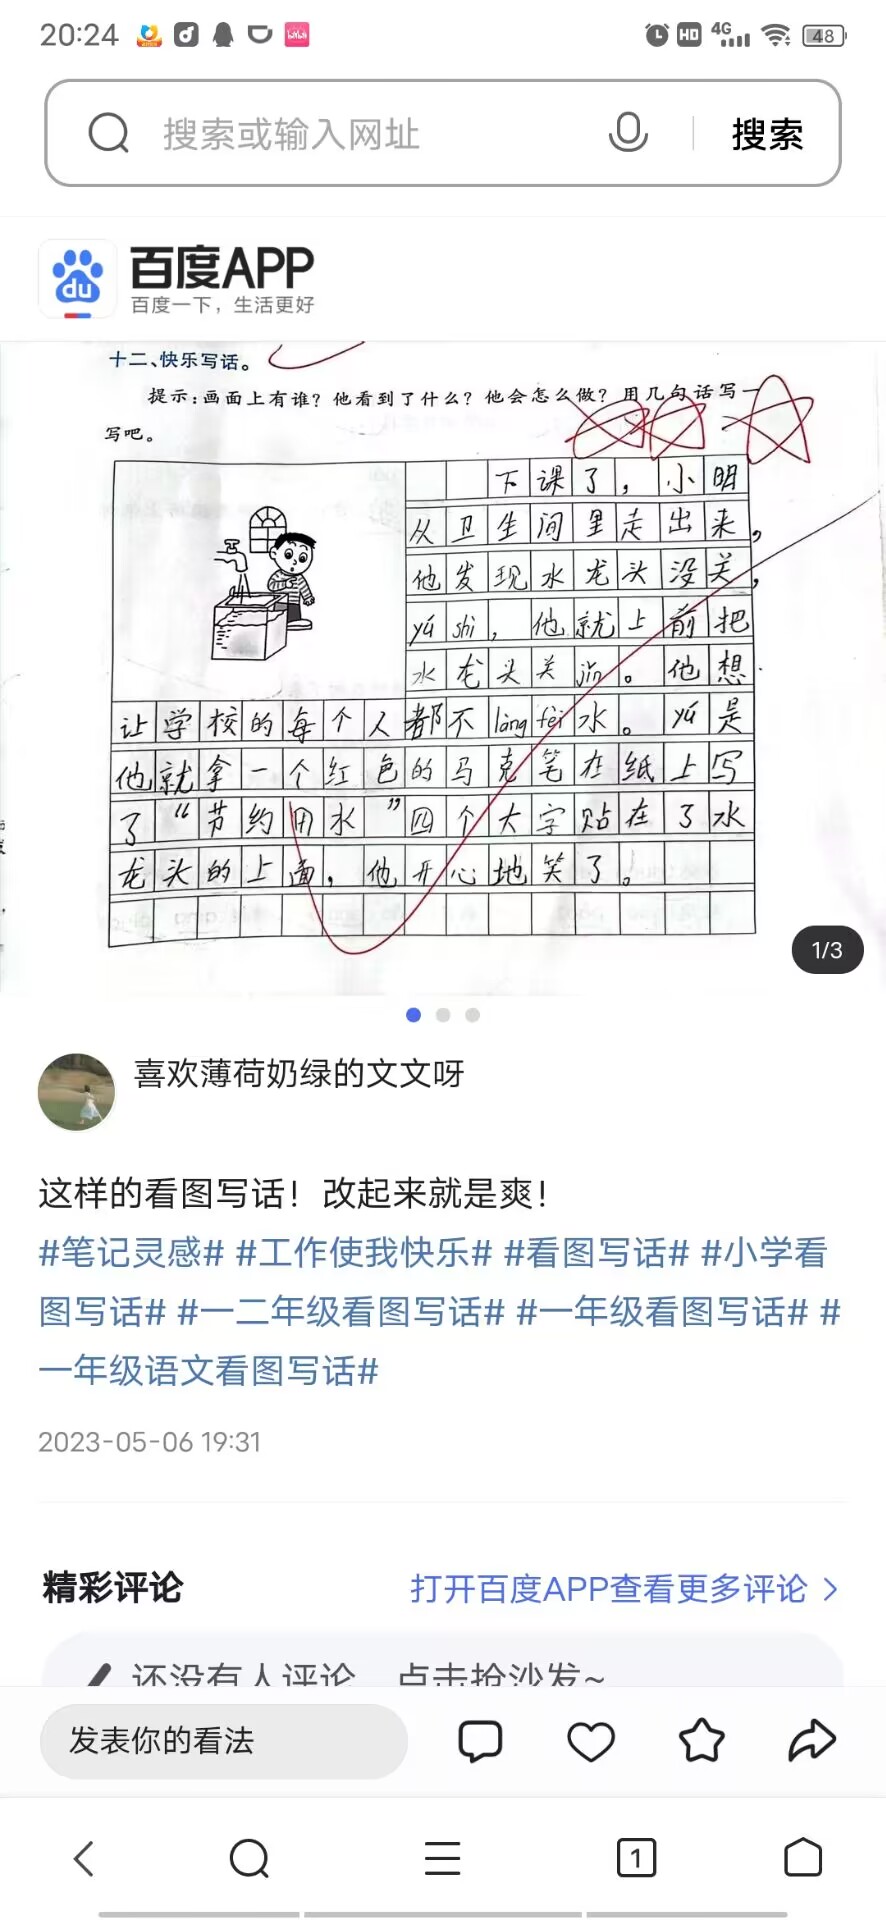 20:24
HD 4G 48
搜索或输入网址 搜索
du 百度APP
百度一下，生活更好
十二、快乐写话。
提示:画面上有谁？他看到了什么？他会怎么做？用几句话写一
写吧。
下课了，小明
从卫生间里走出来，
他发现水龙头没关，
yú shì，他就上前把
水龙头关jǐn。他想
让学校的每个人都不làng fèi水。yú是
他就拿一个红色的马克笔在纸上写
了“节约用水”四个大字贴在了水
龙头的上面，他开心地笑了。
1/3
喜欢薄荷奶绿的文文呀
这样的看图写话！改起来就是爽！
#笔记灵感# #工作使我快乐# #看图写话# #小学看
图写话# #一二年级看图写话# #一年级看图写话# #
一年级语文看图写话#
2023-05-06 19:31
精彩评论 打开百度APP查看更多评论 >
还没有人评论，点击抢沙发~
发表你的看法
1